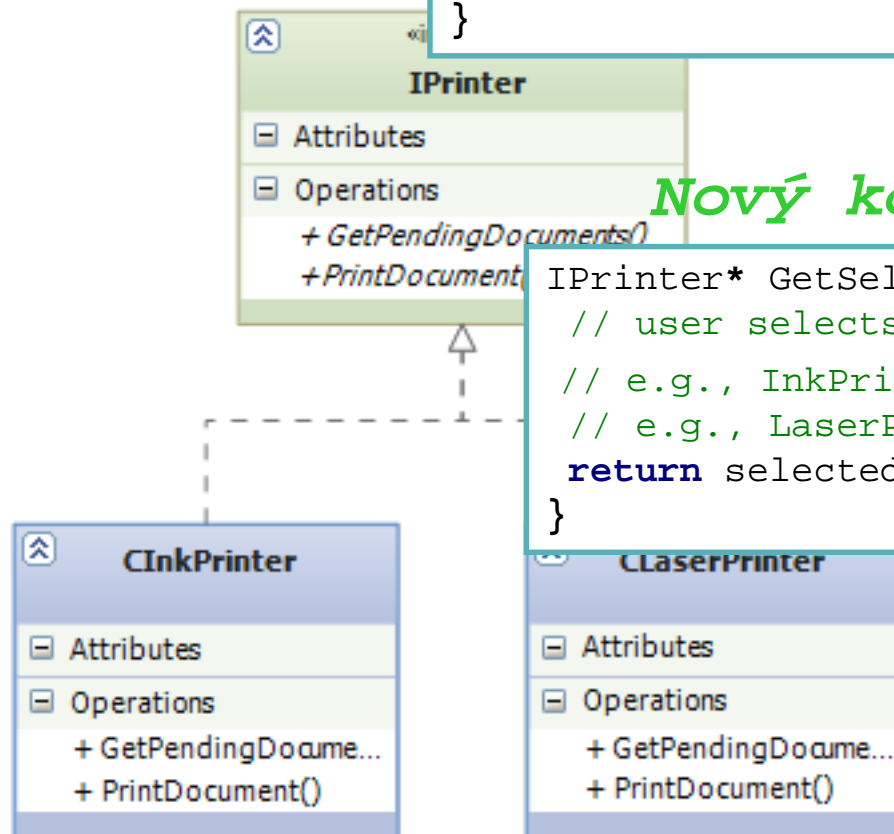 }
IPrinter
Attributes
Operations
+ GetPendingDocuments()
+PrintDocument
Nový
IPrinter* GetSel
// user selects
// e.g., InkPri
// e.g., LaserP
return selected
}
CInkPrinter
Attributes
Operations
+ GetPendingDocume...
+ PrintDocument()
CLaserPrinter
Attributes
Operations
+ GetPendingDocume...
+ PrintDocument()